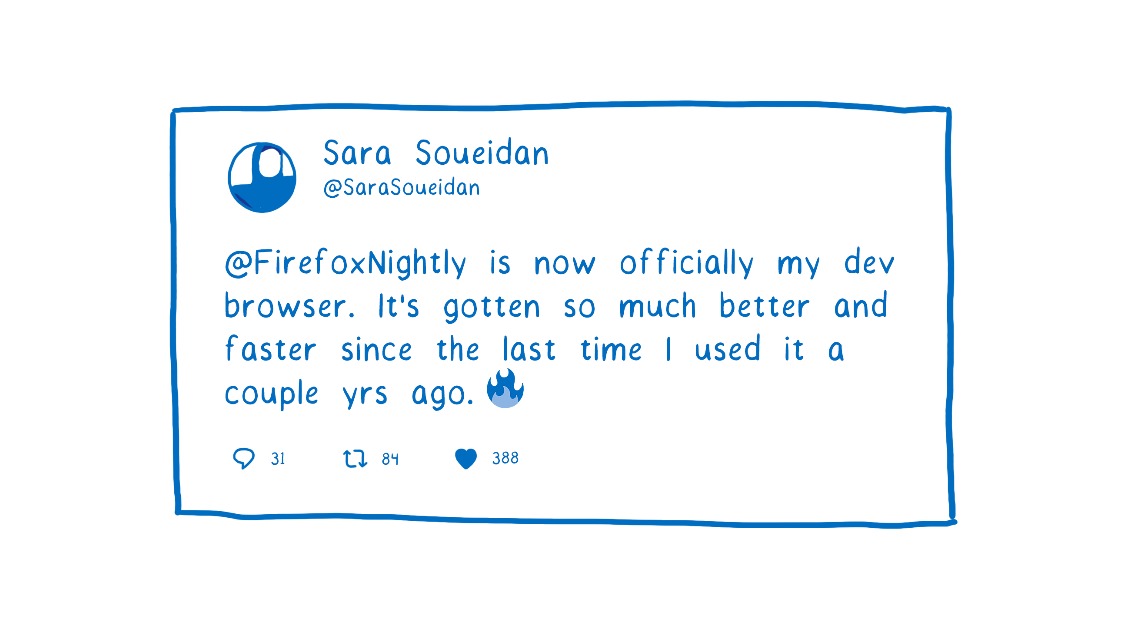 Sara Soueidan
@SaraSoueidan
@FirefoxNightly is now officially my dev
browser. It's gotten so much better and
faster since the last time I used it a
couple yrs ago. 🔥
31 84 388